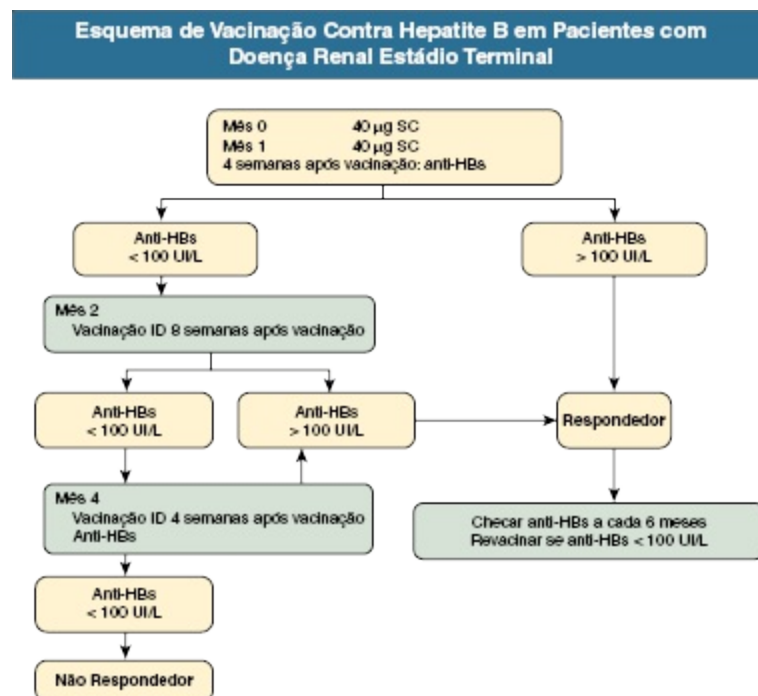 Esquema de Vacinação Contra Hepatite B em Pacientes com
Doença Renal Estádio Terminal
Mês 0 40 µg SC
Mês 1 40 µg SC
4 semanas após vacinação: anti-HBs
Anti-HBs
< 100 UI/L
Anti-HBs
> 100 UI/L
Mês 2
Vacinação ID 8 semanas após vacinação
Anti-HBs
< 100 UI/L
Anti-HBs
> 100 UI/L
Respondedor
Mês 4
Vacinação ID 4 semanas após vacinação
Anti-HBs
Checar anti-HBs a cada 6 meses
Revacinar se anti-HBs < 100 UI/L
Anti-HBs
< 100 UI/L
Não Respondedor